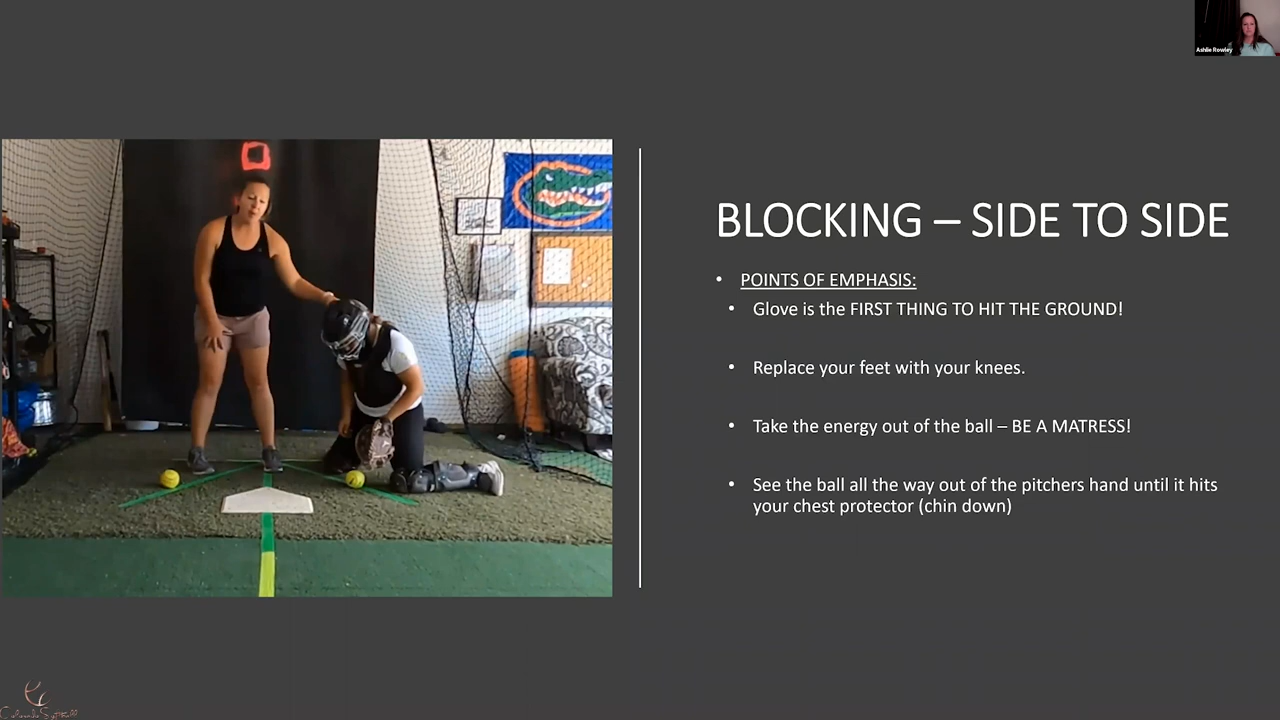 Ashlie Rowley
BLOCKING – SIDE TO SIDE
• POINTS OF EMPHASIS:
• Glove is the FIRST THING TO HIT THE GROUND!
• Replace your feet with your knees.
• Take the energy out of the ball – BE A MATRESS!
• See the ball all the way out of the pitchers hand until it hits
your chest protector (chin down)